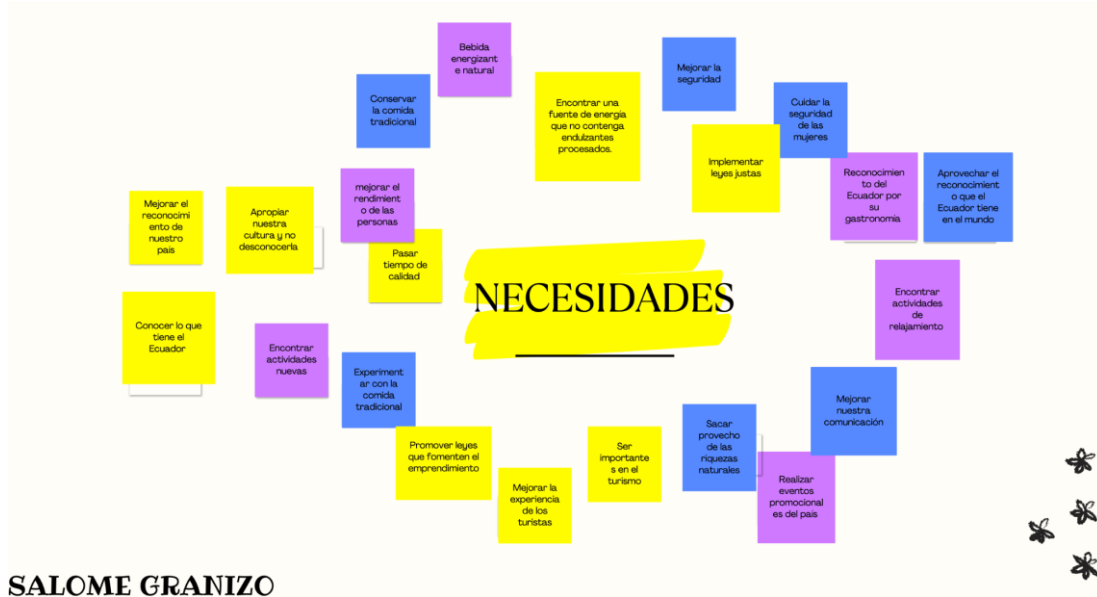 Bebida
energizant
e natural
Mejorar la
seguridad
Conservar
la comida
tradicional
Encontrar una
fuente de energia
que no contenga
endulzantes
procesados.
Cuidar la
seguridad
de las
mujeres
Implementar
leyes justas
Reconocimien
to del
Ecuador por
su
gastronomia
Aprovechar el
reconocimient
o que el
Ecuador tiene
en el mundo
mejorar el
rendimient
o de las
personas
Mejorar el
reconocimi
ento de
nuestro
pais
Apropiar
nuestra
cultura y no
desconocerla
Pasar
tiempo de
calidad
NECESIDADES
Encontrar
actividades
de
relajamiento
Conocer lo que
tiene el
Ecuador
Encontrar
actividades
nuevas
Experiment
ar con la
comida
tradicional
Mejorar
nuestra
comunicación
Sacar
provecho
de las
riquezas
naturales
Promover leyes
que fomenten el
emprendimiento
Ser
importante
s en el
turismo
Mejorar la
experiencia
de los
turistas
Realizar
eventos
promocional
es del pais
SALOME GRANIZO